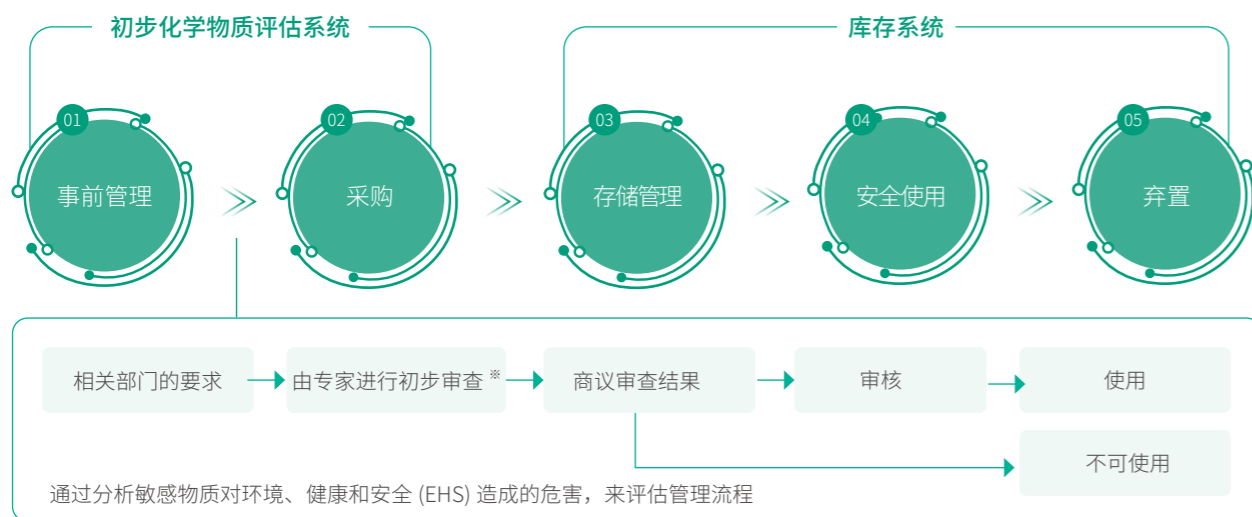 初步化学物质评估系统
库存系统
01
事前管理
02
采购
03
存储管理
04
安全使用
05
弃置
相关部门的要求
由专家进行初步审查 ※
商议审查结果
审核
使用
不可使用
通过分析敏感物质对环境、健康和安全 (EHS) 造成的危害，来评估管理流程